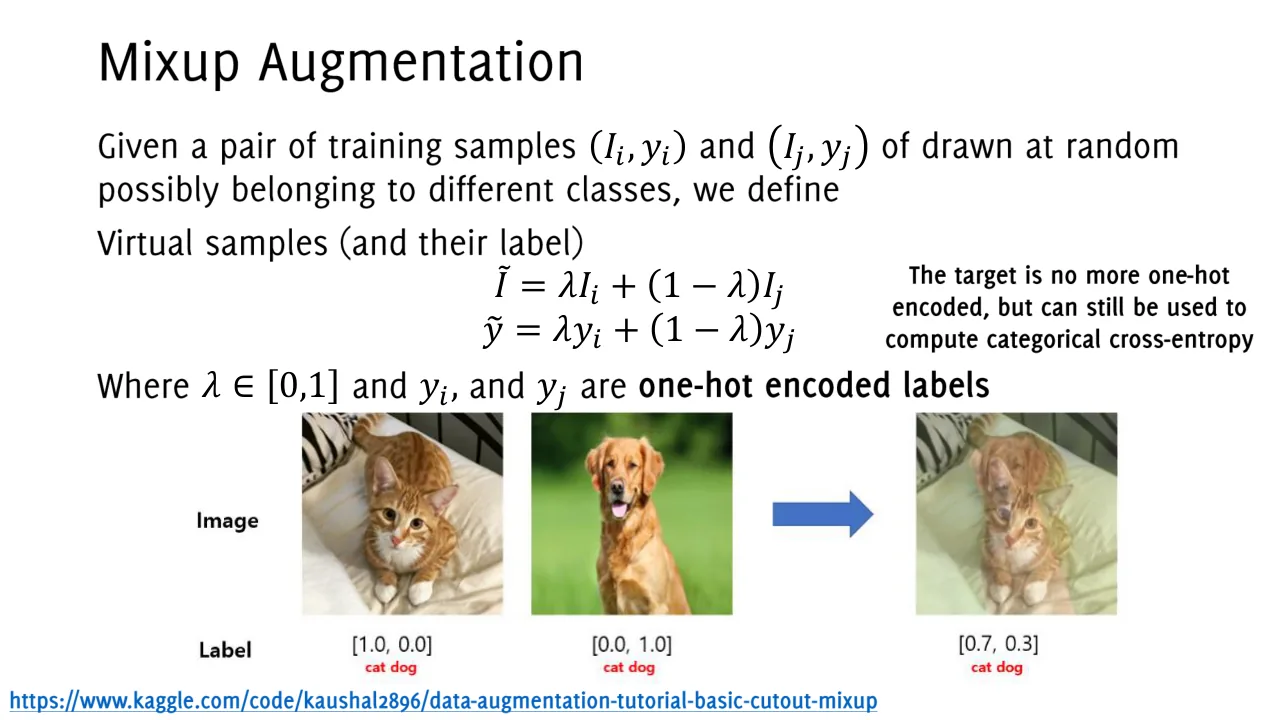 Mixup Augmentation
Given a pair of training samples (Iᵢ, yᵢ) and (Iⱼ, yⱼ) of drawn at random
possibly belonging to different classes, we define
Virtual samples (and their label)
Ĩ = λIᵢ + (1 − λ)Iⱼ
ỹ = λyᵢ + (1 − λ)yⱼ
The target is no more one-hot
encoded, but can still be used to
compute categorical cross-entropy
Where λ ∈ [0,1] and yᵢ, and yⱼ are one-hot encoded labels
Image
Label
[1.0, 0.0]
cat dog
[0.0, 1.0]
cat dog
[0.7, 0.3]
cat dog
https://www.kaggle.com/code/kaushal2896/data-augmentation-tutorial-basic-cutout-mixup